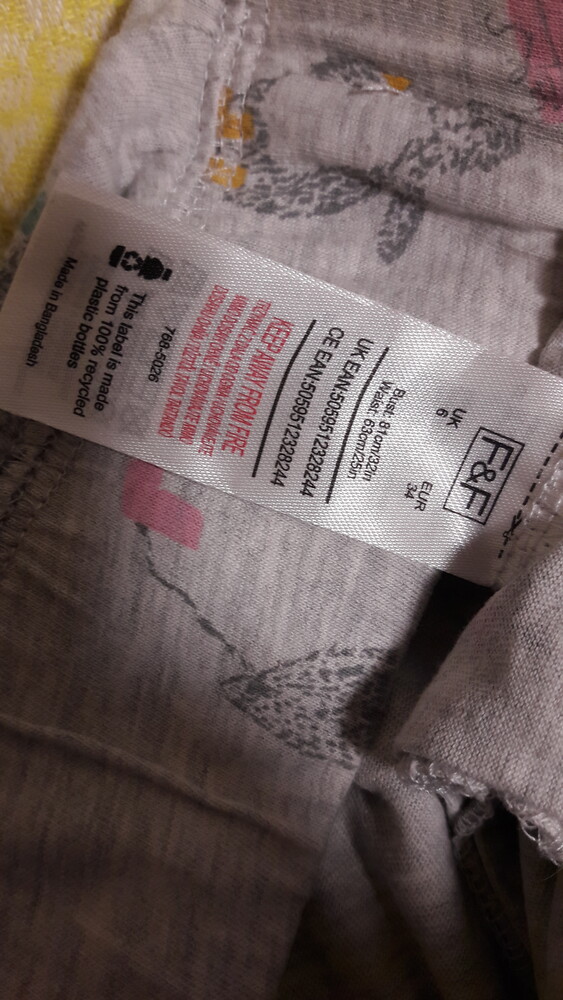 F&F
UK EUR
6 34
Bust: 81cm/32in
Waist: 63cm/25in
UK EAN:5059512328244
CE EAN:5059512328244
KEEP AWAY FROM FIRE
768-5026
This label is made
from 100% recycled
plastic bottles
Made in Bangladesh